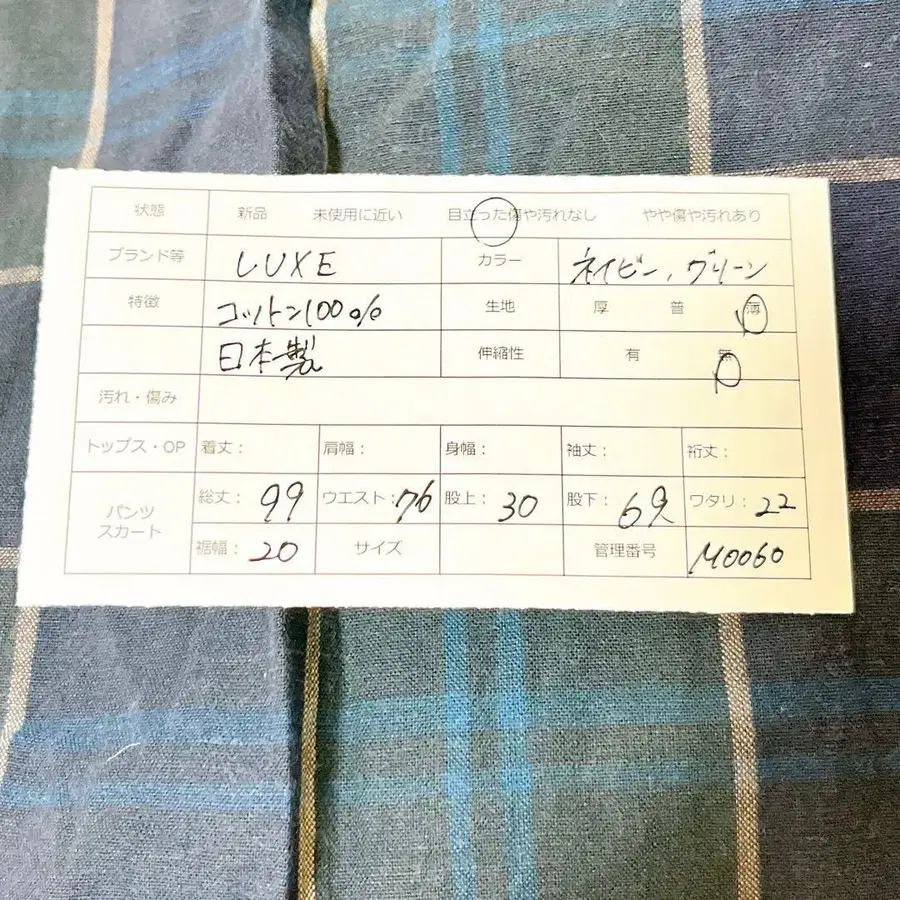 状態 新品 未使用に近い 目立った傷や汚れなし やや傷や汚れあり
ブランド等 LUXE カラー ネイビー、グリーン
特徴 コットン100% 生地 厚 普 薄
日本製 伸縮性 有 無
汚れ・傷み
トップス・OP 着丈： 肩幅： 身幅： 袖丈： 裄丈：
パンツ スカート 総丈： 99 ウエスト： 76 股上： 30 股下： 69 ワタリ： 22
裾幅： 20 サイズ 管理番号 M0060